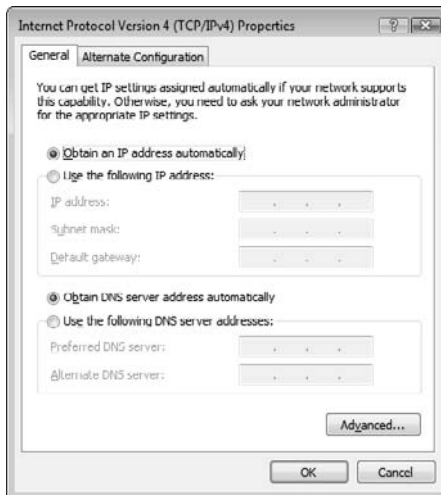 Internet Protocol Version 4 (TCP/IPv4) Properties
General
Alternate Configuration
You can get IP settings assigned automatically if your network supports
this capability. Otherwise, you need to ask your network administrator
for the appropriate IP settings.
Obtain an IP address automatically
Use the following IP address:
IP address:
Subnet mask:
Default gateway:
Obtain DNS server address automatically
Use the following DNS server addresses:
Preferred DNS server:
Alternate DNS server:
Advanced...
OK
Cancel